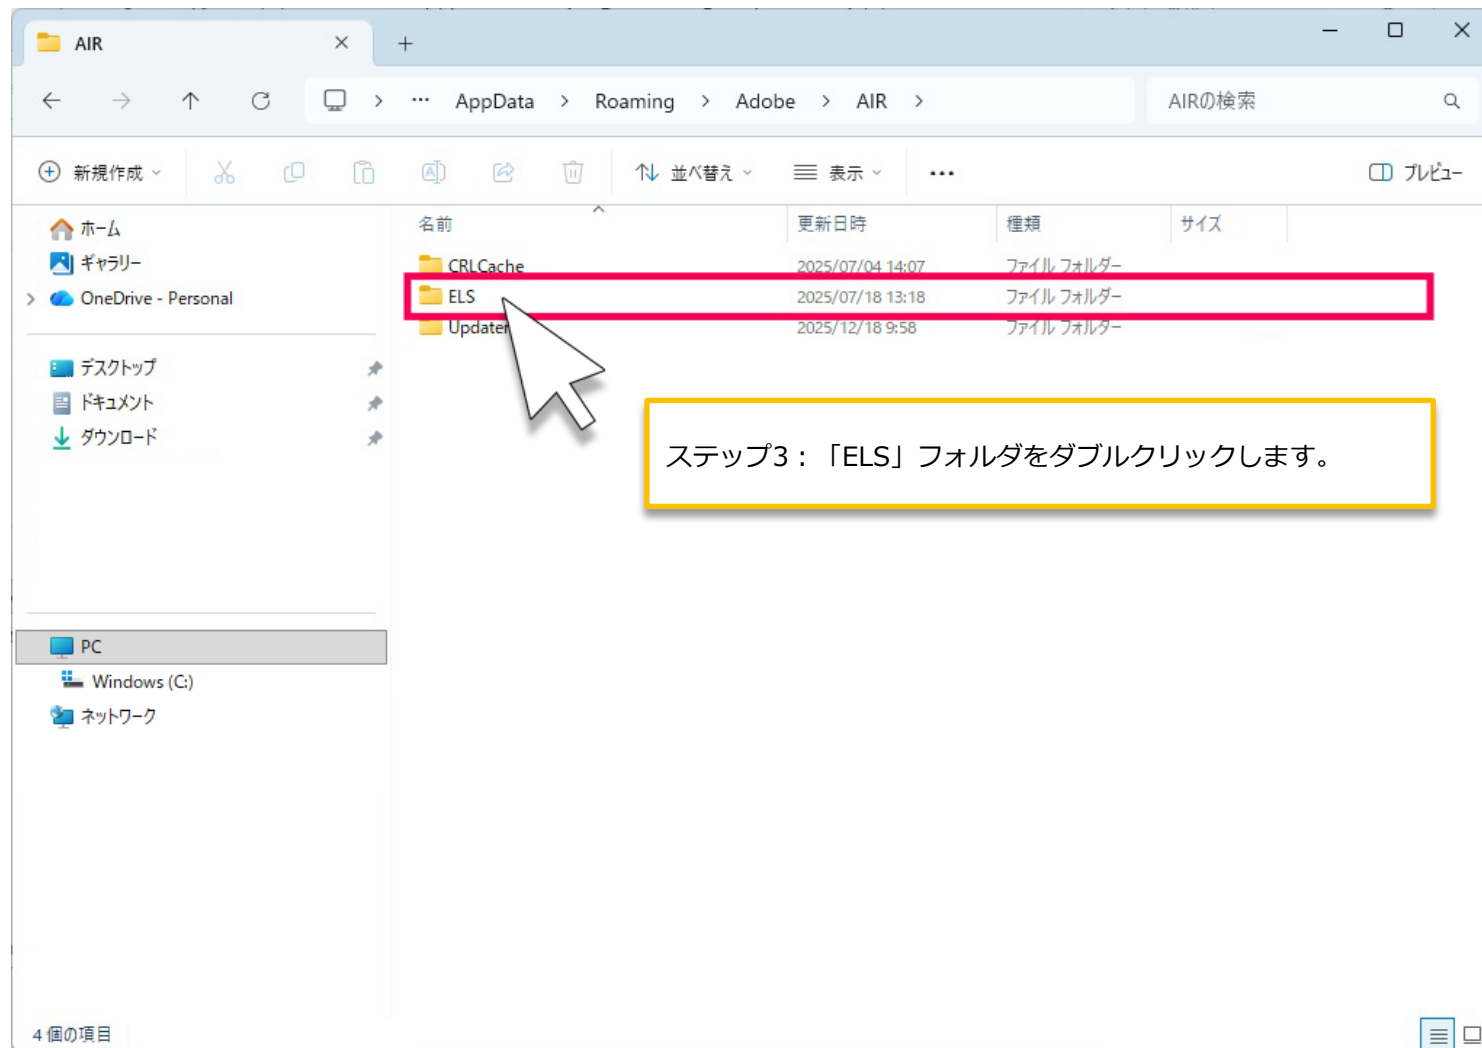 AIR
AppData > Roaming > Adobe > AIR >
AIRの検索
新規作成
並べ替え
表示
プレビュー
ホーム
ギャラリー
OneDrive - Personal
デスクトップ
ドキュメント
ダウンロード
PC
Windows (C:)
ネットワーク
名前 更新日時 種類 サイズ
CRLCache 2025/07/04 14:07 ファイル フォルダー
ELS 2025/07/18 13:18 ファイル フォルダー
Updater 2025/12/18 9:58 ファイル フォルダー
ステップ3：「ELS」フォルダをダブルクリックします。
4 個の項目